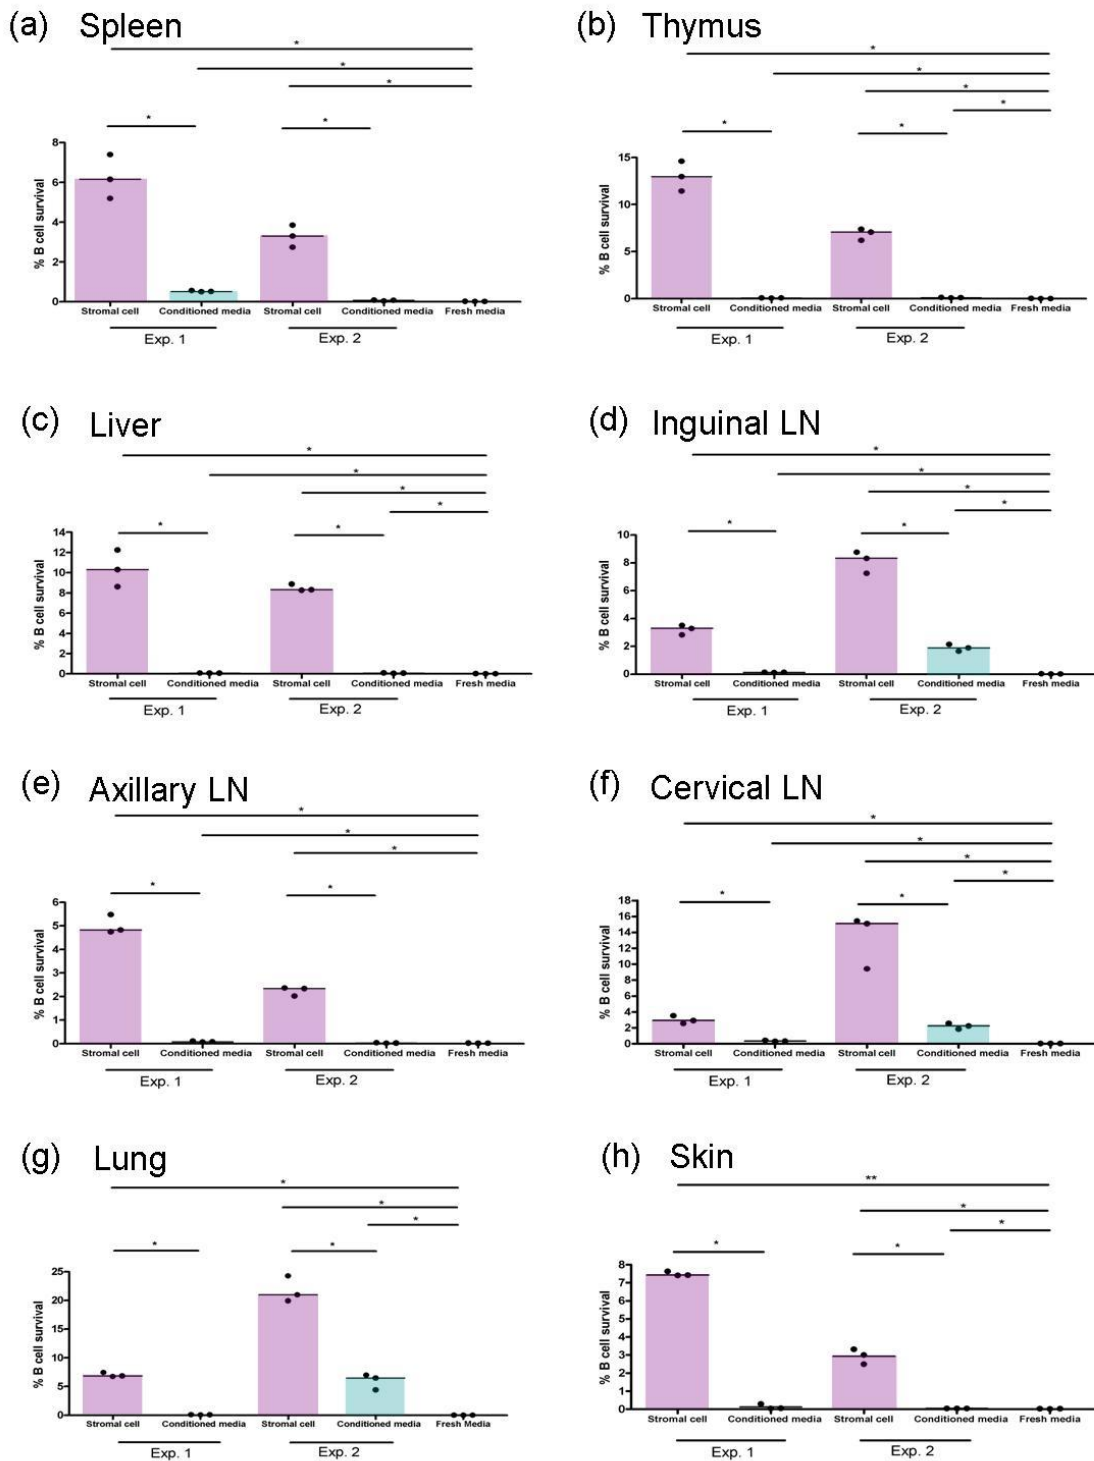 (a) Spleen
*
*
*
* *
% B cell survival
8
6
4
2
0
Stromal cell Conditioned media Stromal cell Conditioned media Fresh media
Exp. 1 Exp. 2
(b) Thymus
*
*
*
*
* *
% B cell survival
15
10
5
0
Stromal cell Conditioned media Stromal cell Conditioned media Fresh media
Exp. 1 Exp. 2
(c) Liver
*
*
*
*
* *
% B cell survival
14
12
10
8
6
4
2
0
Stromal cell Conditioned media Stromal cell Conditioned media Fresh media
Exp. 1 Exp. 2
(d) Inguinal LN
*
*
*
*
* *
% B cell survival
10
8
6
4
2
0
Stromal cell Conditioned media Stromal cell Conditioned media Fresh media
Exp. 1 Exp. 2
(e) Axillary LN
*
*
*
* *
% B cell survival
6
5
4
3
2
1
0
Stromal cell Conditioned media Stromal cell Conditioned media Fresh media
Exp. 1 Exp. 2
(f) Cervical LN
*
*
*
*
* *
% B cell survival
18
16
14
12
10
8
6
4
2
0
Stromal cell Conditioned media Stromal cell Conditioned media Fresh media
Exp. 1 Exp. 2
(g) Lung
*
*
*
* *
% B cell survival
25
20
15
10
5
0
Stromal cell Conditioned media Stromal cell Conditioned media Fresh Media
Exp. 1 Exp. 2
(h) Skin
**
*
*
* *
% B cell survival
8
7
6
5
4
3
2
1
0
Stromal cell Conditioned media Stromal cell Conditioned media Fresh media
Exp. 1 Exp. 2